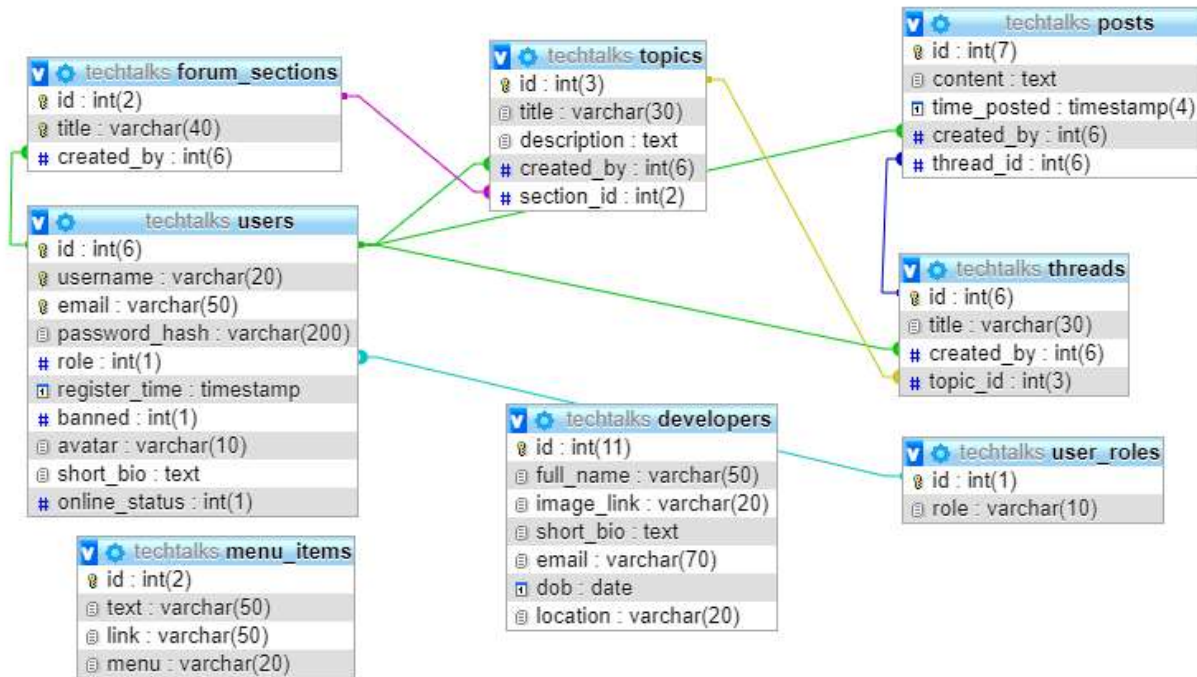 techtalks forum_sections
id : int(2)
title : varchar(40)
# created_by : int(6)
techtalks users
id : int(6)
username : varchar(20)
email : varchar(50)
password_hash : varchar(200)
# role : int(1)
register_time : timestamp
# banned : int(1)
avatar : varchar(10)
short_bio : text
# online_status : int(1)
techtalks menu_items
id : int(2)
text : varchar(50)
link : varchar(50)
menu : varchar(20)
techtalks topics
id : int(3)
title : varchar(30)
description : text
# created_by : int(6)
# section_id : int(2)
techtalks developers
id : int(11)
full_name : varchar(50)
image_link : varchar(20)
short_bio : text
email : varchar(70)
dob : date
location : varchar(20)
techtalks posts
id : int(7)
content : text
time_posted : timestamp(4)
# created_by : int(6)
# thread_id : int(6)
techtalks threads
id : int(6)
title : varchar(30)
# created_by : int(6)
# topic_id : int(3)
techtalks user_roles
id : int(1)
role : varchar(10)